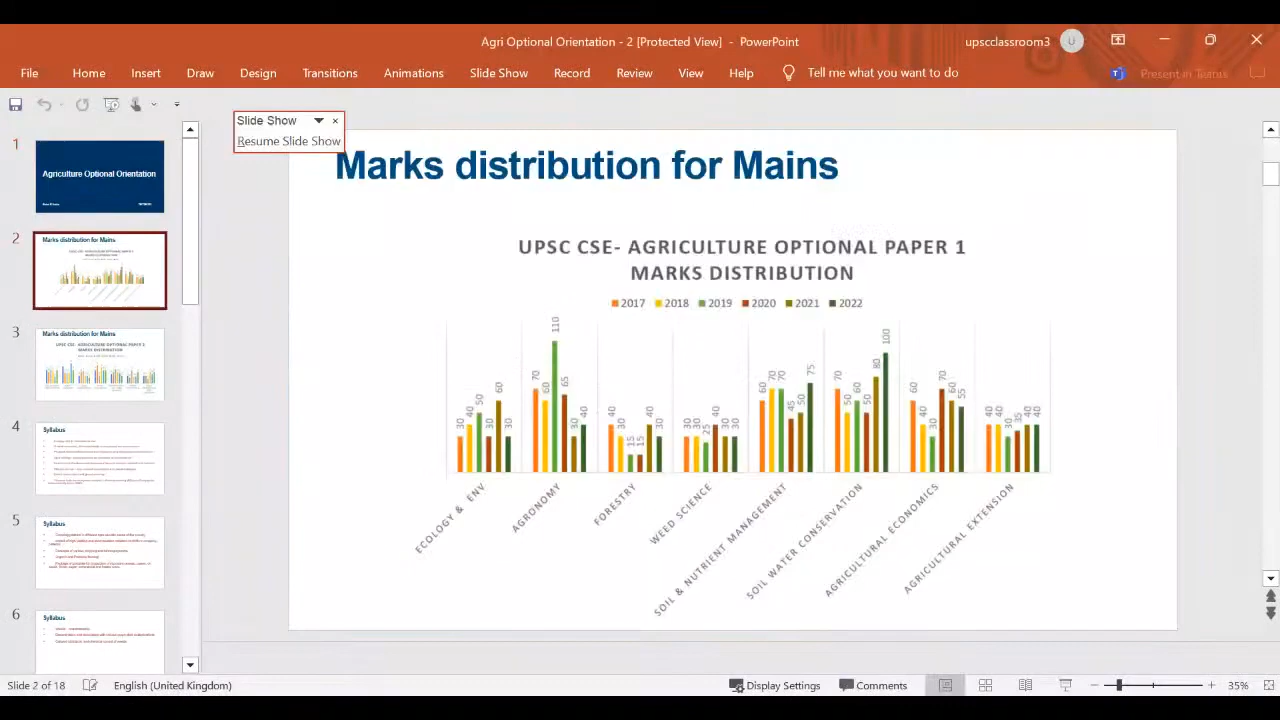 Agri Optional Orientation - 2 [Protected View] - PowerPoint
upscclassroom3
U
File Home Insert Draw Design Transitions Animations Slide Show Record Review View Help Tell me what you want to do
Present in Teams
Slide Show
Resume Slide Show
1
Agriculture Optional Orientation
2
Marks distribution for Mains
3
Marks distribution for Mains
UPSC CSE- AGRICULTURE OPTIONAL PAPER 2
MARKS DISTRIBUTION
4
Syllabus
5
Syllabus
6
Syllabus
Marks distribution for Mains
UPSC CSE- AGRICULTURE OPTIONAL PAPER 1
MARKS DISTRIBUTION
2017 2018 2019 2020 2021 2022
30 40 50 30 60 30
70 60 110 65 30 40
40 30 15 15 40 30
30 30 25 40 30 30
60 70 70 45 50 75
70 50 60 50 80 100
60 40 30 70 60 55
40 40 30 35 40 40
ECOLOGY & ENV
AGRONOMY
FORESTRY
WEED SCIENCE
SOIL & NUTRIENT MANAGEMENT
SOIL WATER CONSERVATION
AGRICULTURAL ECONOMICS
AGRICULTURAL EXTENSION
Slide 2 of 18
English (United Kingdom)
Display Settings
Comments
35%